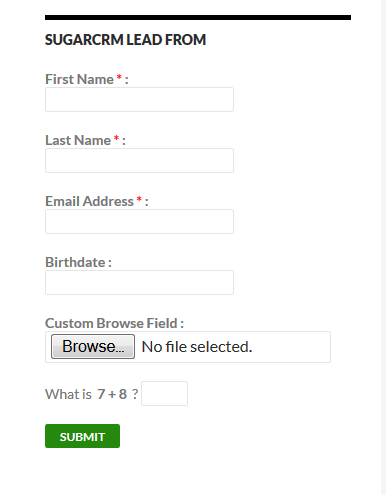 SUGARCRM LEAD FROM
First Name * :
Last Name * :
Email Address * :
Birthdate :
Custom Browse Field :
Browse... No file selected.
What is 7 + 8 ?
SUBMIT